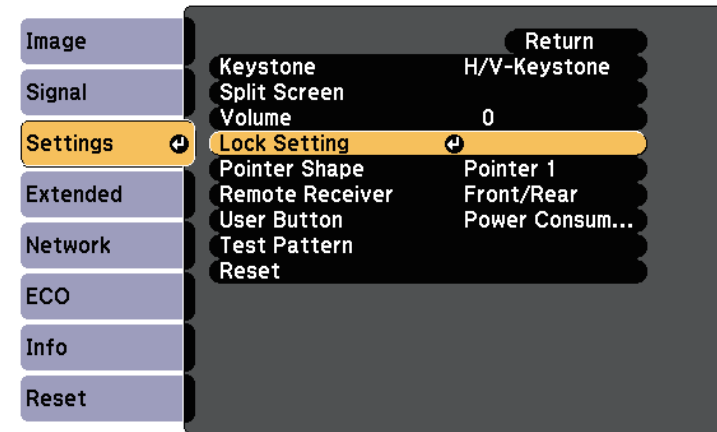 Image
Signal
Settings
Extended
Network
ECO
Info
Reset
Return
Keystone H/V-Keystone
Split Screen
Volume 0
Lock Setting
Pointer Shape Pointer 1
Remote Receiver Front/Rear
User Button Power Consum...
Test Pattern
Reset